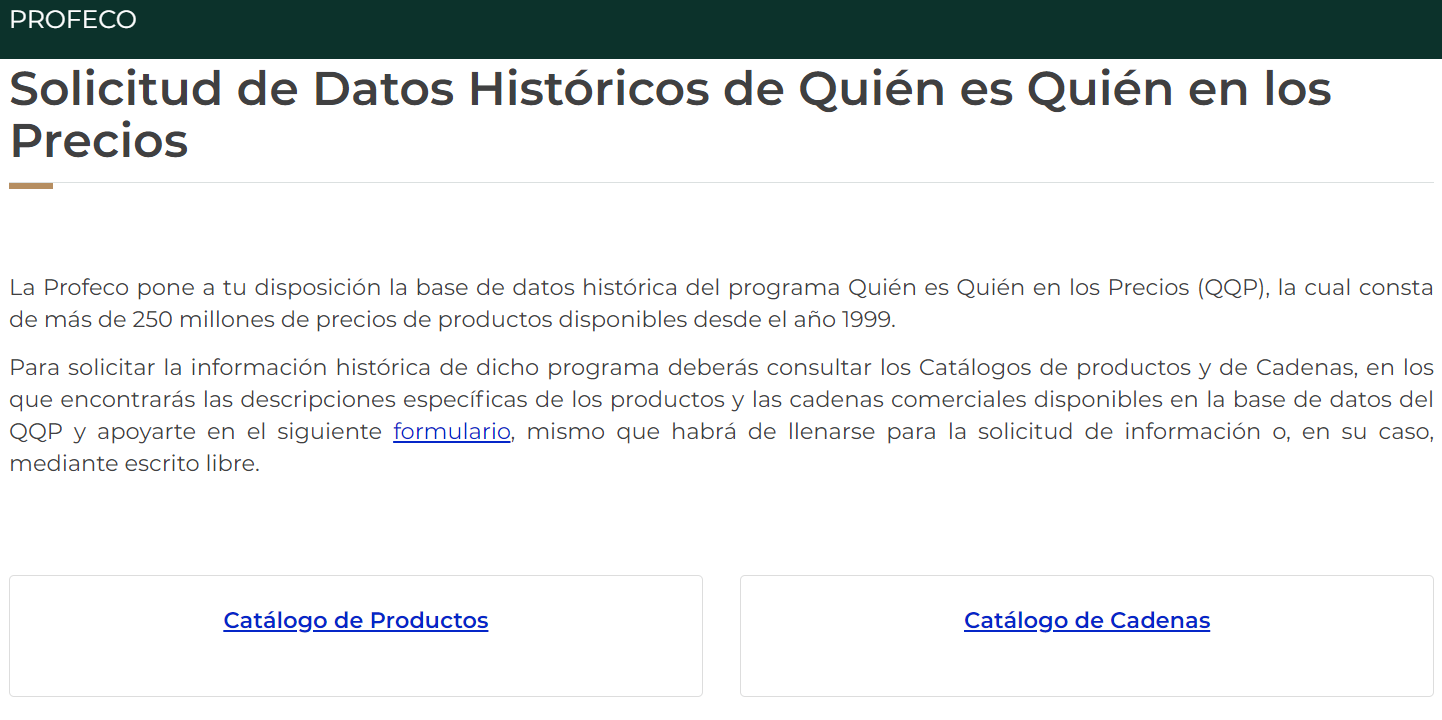 PROFECO
Solicitud de Datos Históricos de Quién es Quién en los
Precios
La Profeco pone a tu disposición la base de datos histórica del programa Quién es Quién en los Precios (QQP), la cual consta
de más de 250 millones de precios de productos disponibles desde el año 1999.
Para solicitar la información histórica de dicho programa deberás consultar los Catálogos de productos y de Cadenas, en los
que encontrarás las descripciones específicas de los productos y las cadenas comerciales disponibles en la base de datos del
QQP y apoyarte en el siguiente formulario, mismo que habrá de llenarse para la solicitud de información o, en su caso,
mediante escrito libre.
Catálogo de Productos
Catálogo de Cadenas